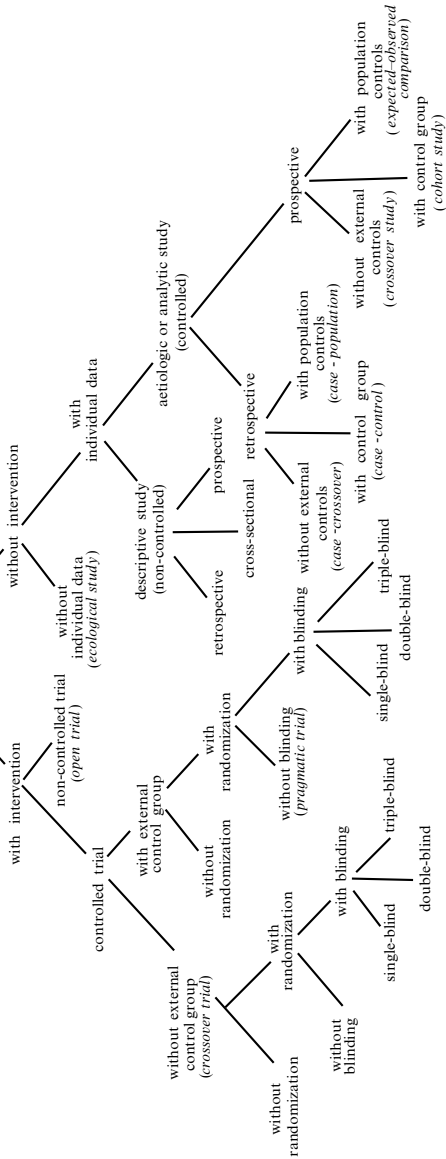 with intervention
without intervention
controlled trial
non-controlled trial
(open trial)
without
individual data
(ecological study)
with
individual data
without external
control group
(crossover trial)
with external
control group
descriptive study
(non-controlled)
aetiologic or analytic study
(controlled)
without
randomization
with
randomization
without
randomization
with
randomization
retrospective
cross-sectional
prospective
retrospective
prospective
without
blinding
with blinding
without blinding
(pragmatic trial)
with blinding
without external
controls
(case-crossover)
with control group
(case-control)
with population
controls
(case-population)
without external
controls
(crossover study)
with control group
(cohort study)
with population
controls
(expected–observed
comparison)
single-blind
double-blind
triple-blind
single-blind
double-blind
triple-blind